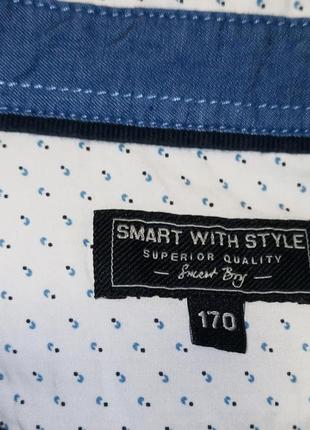 SMART WITH STYLE
SUPERIOR QUALITY
Smart Boy
170